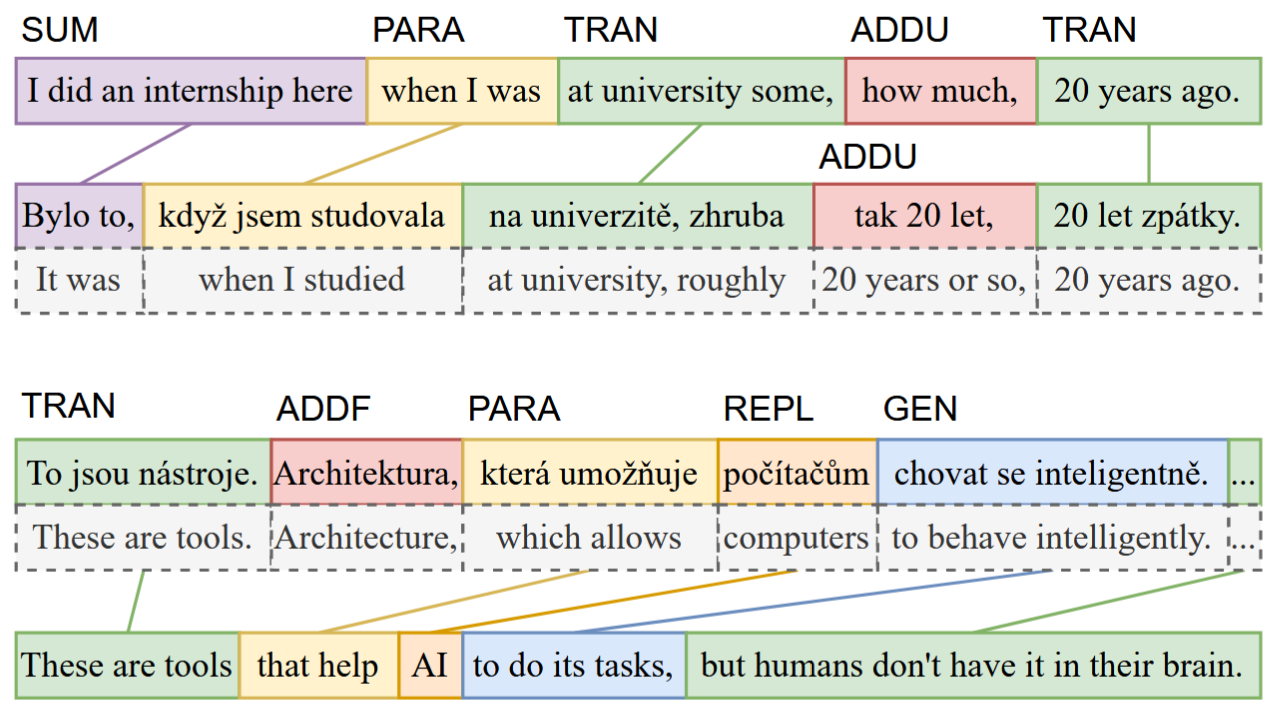 SUM PARA TRAN ADDU TRAN
I did an internship here when I was at university some, how much, 20 years ago.
ADDU
Bylo to, když jsem studovala na univerzitě, zhruba tak 20 let, 20 let zpátky.
It was when I studied at university, roughly 20 years or so, 20 years ago.
TRAN ADDF PARA REPL GEN
To jsou nástroje. Architektura, která umožňuje počítačům chovat se inteligentně. ...
These are tools. Architecture, which allows computers to behave intelligently. ...
These are tools that help AI to do its tasks, but humans don't have it in their brain.